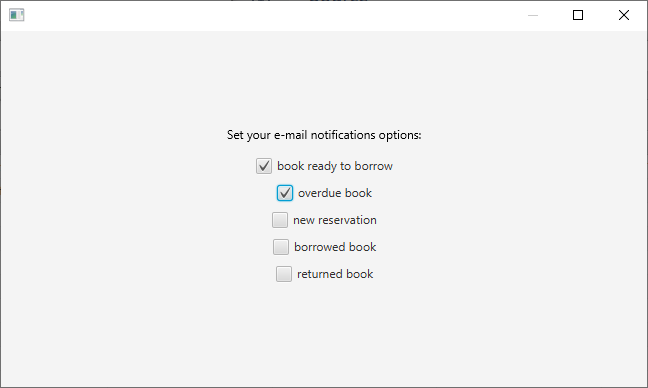 Set your e-mail notifications options:
book ready to borrow
overdue book
new reservation
borrowed book
returned book